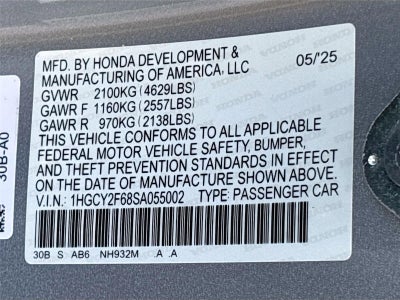 MFD. BY HONDA DEVELOPMENT &
MANUFACTURING OF AMERICA, LLC 05/'25
GVWR 2100KG (4629LBS)
GAWR F 1160KG (2557LBS)
GAWR R 970KG (2138LBS)
THIS VEHICLE CONFORMS TO ALL APPLICABLE
FEDERAL MOTOR VEHICLE SAFETY, BUMPER,
AND THEFT PREVENTION STANDARDS IN EFFECT
ON THE DATE OF MANUFACTURE SHOWN ABOVE.
V.I.N.: 1HGCY2F68SA055002 TYPE: PASSENGER CAR
30B S AB6 NH932M .A .A
30B-A0